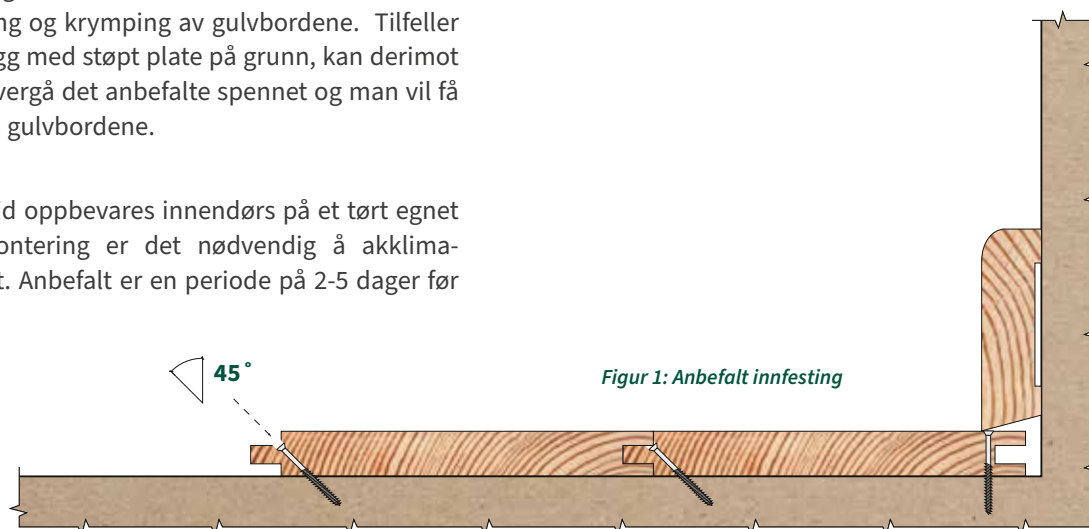 ng og krymping av gulvbordene. Tilfeller
gg med støpt plate på grunn, kan derimot
vergå det anbefalte spennet og man vil få
gulvbordene.
id oppbevares innendørs på et tørt egnet
ontering er det nødvendig å akklima-
t. Anbefalt er en periode på 2-5 dager før
45°
Figur 1: Anbefalt innfesting